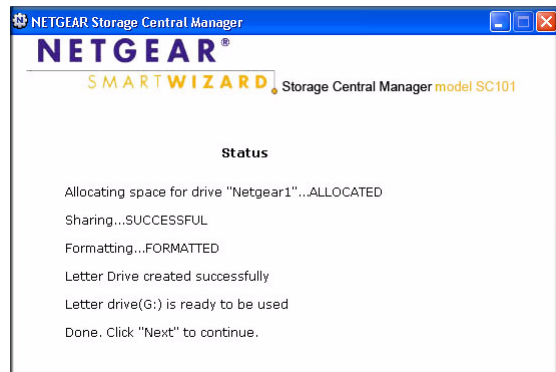 NETGEAR Storage Central Manager
NETGEAR®
SMARTWIZARD Storage Central Manager model SC101
Status
Allocating space for drive "Netgear1"...ALLOCATED
Sharing...SUCCESSFUL
Formatting...FORMATTED
Letter Drive created successfully
Letter drive(G:) is ready to be used
Done. Click "Next" to continue.